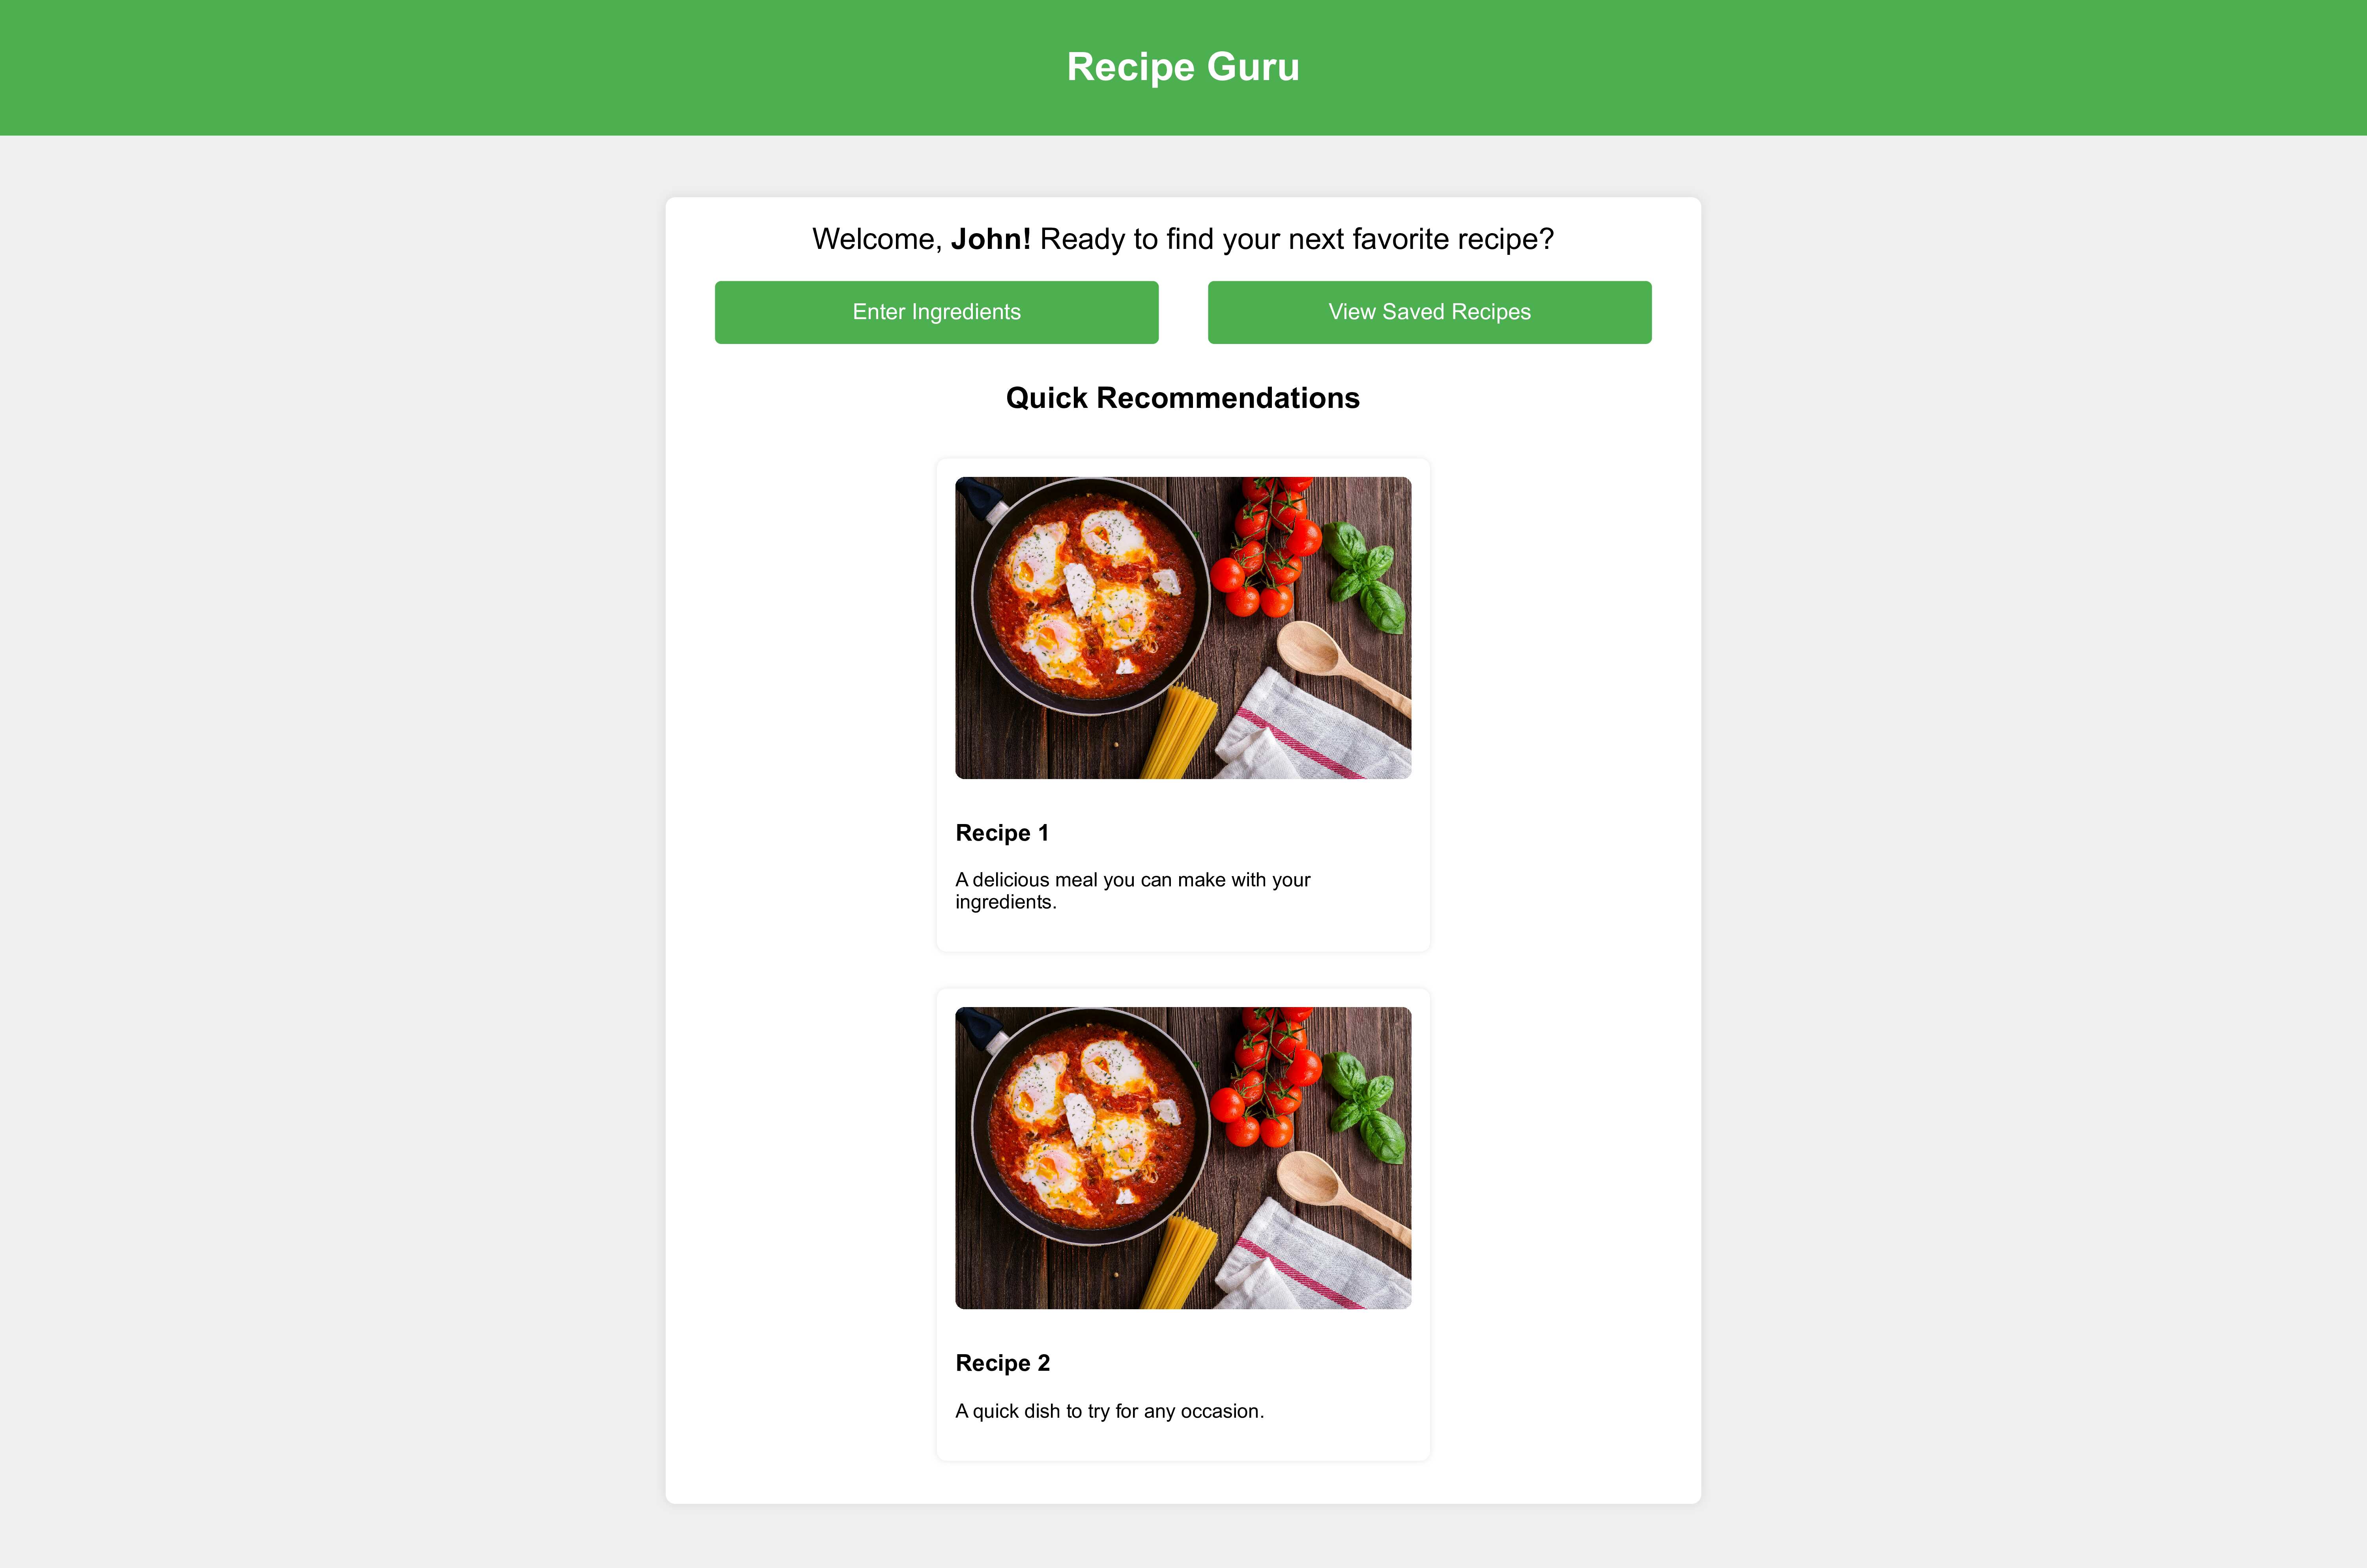 Recipe Guru
Welcome, John! Ready to find your next favorite recipe?
Enter Ingredients
View Saved Recipes
Quick Recommendations
Recipe 1
A delicious meal you can make with your
ingredients.
Recipe 2
A quick dish to try for any occasion.